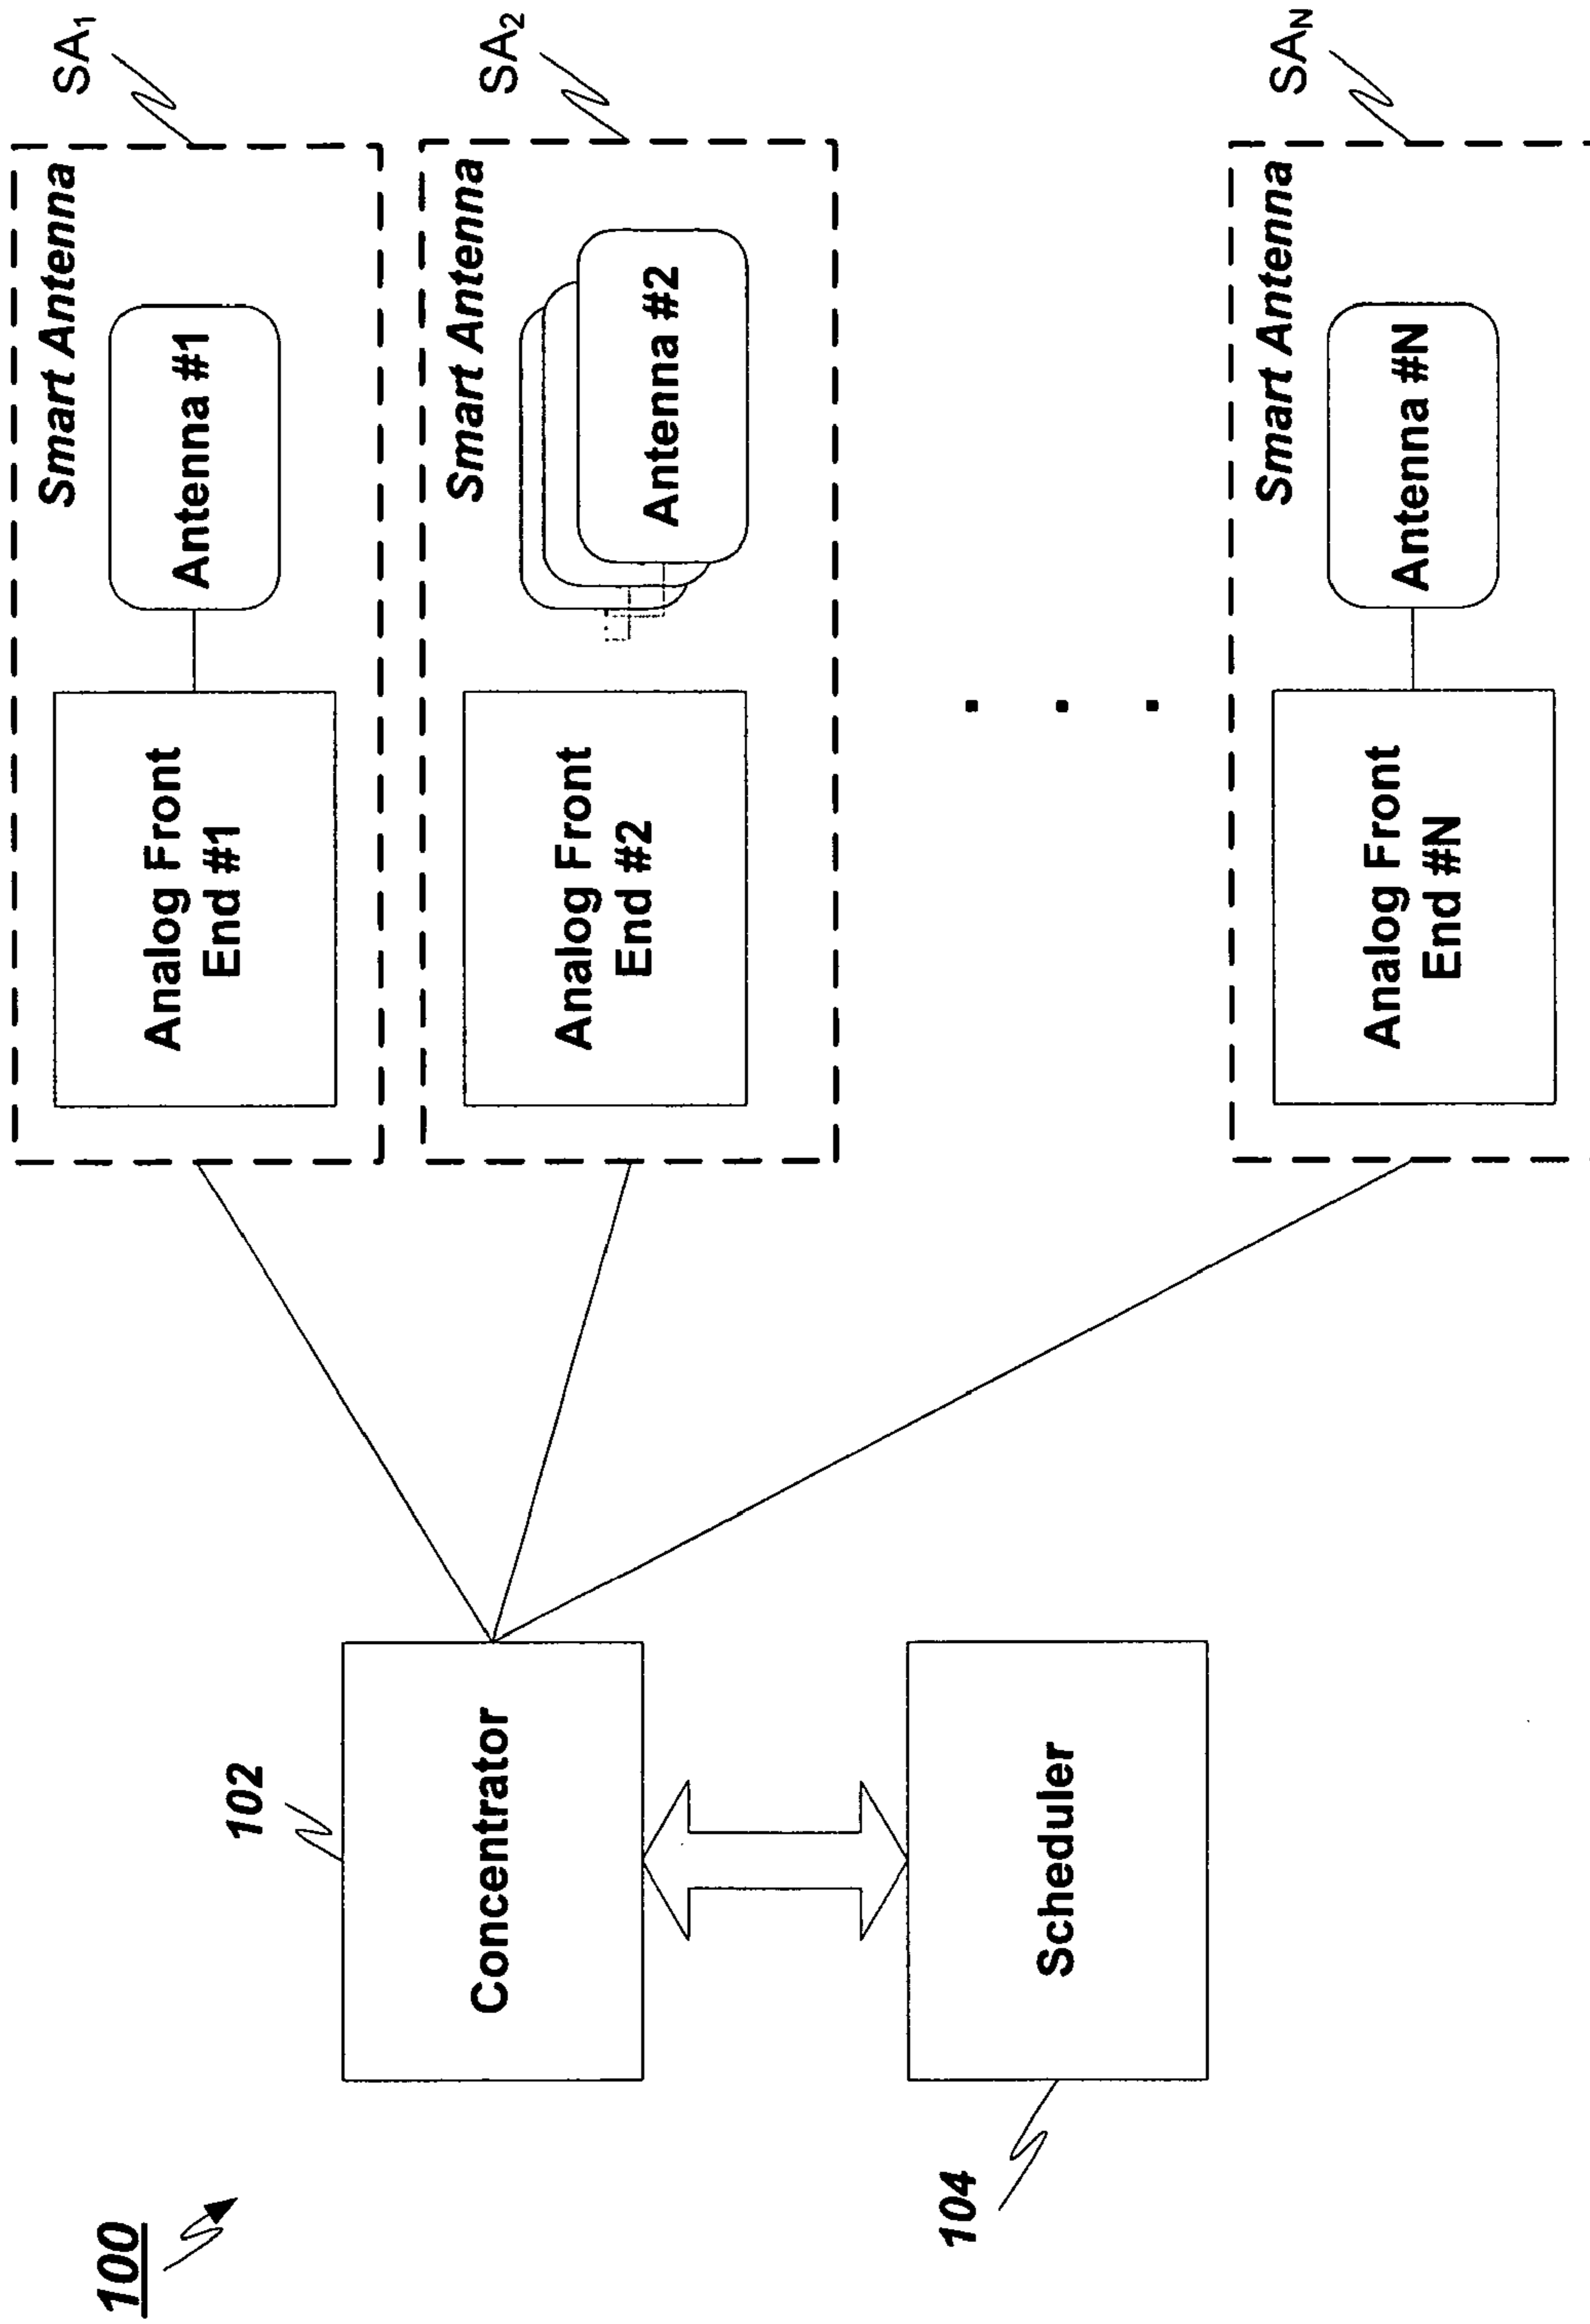 100
102
Concentrator
Scheduler
104
Smart Antenna
SA1
Analog Front
End #1
Antenna #1
Smart Antenna
SA2
Analog Front
End #2
Antenna #2
. . .
Smart Antenna
SAN
Analog Front
End #N
Antenna #N